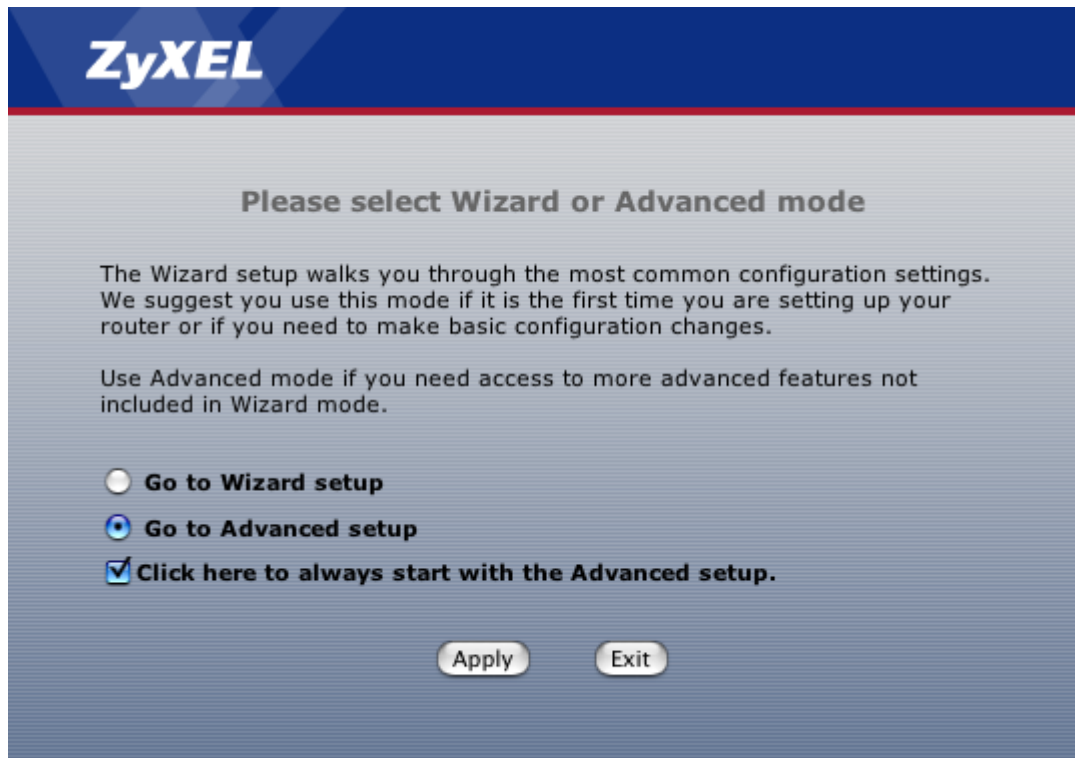 ZyXEL
Please select Wizard or Advanced mode
The Wizard setup walks you through the most common configuration settings.
We suggest you use this mode if it is the first time you are setting up your
router or if you need to make basic configuration changes.
Use Advanced mode if you need access to more advanced features not
included in Wizard mode.
Go to Wizard setup
Go to Advanced setup
Click here to always start with the Advanced setup.
Apply Exit